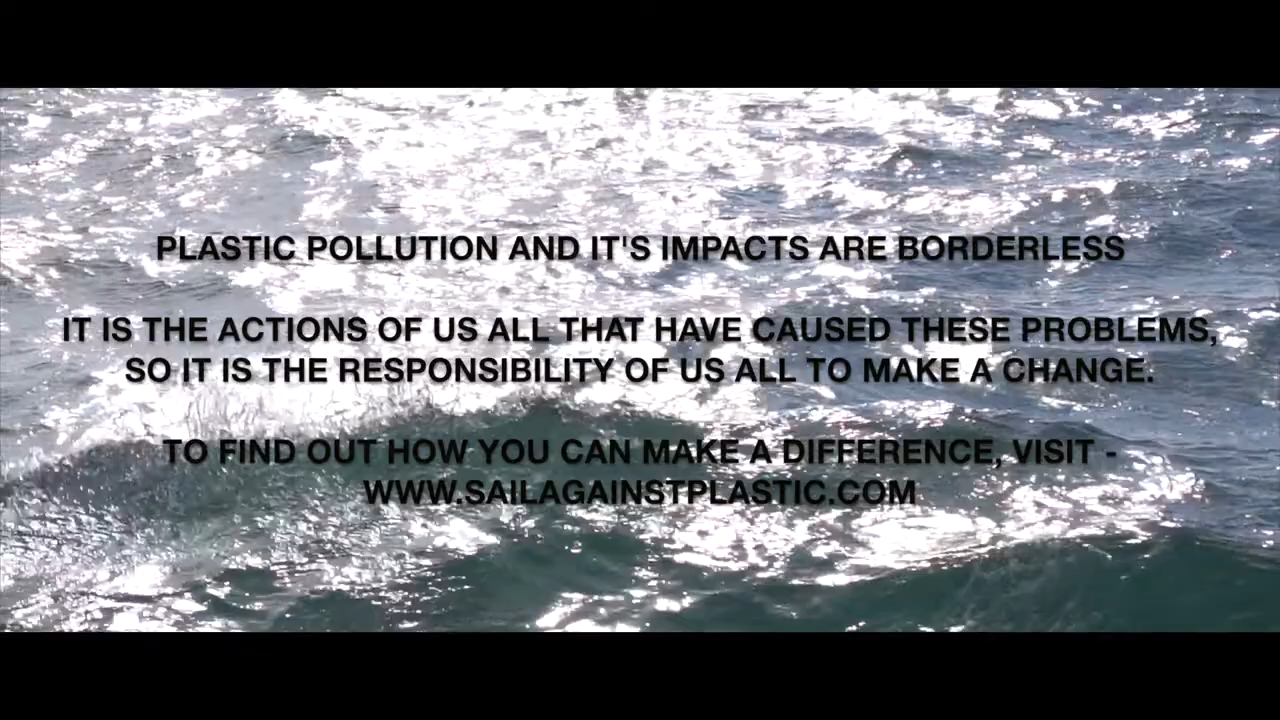 PLASTIC POLLUTION AND IT'S IMPACTS ARE BORDERLESS
IT IS THE ACTIONS OF US ALL THAT HAVE CAUSED THESE PROBLEMS,
SO IT IS THE RESPONSIBILITY OF US ALL TO MAKE A CHANGE.
TO FIND OUT HOW YOU CAN MAKE A DIFFERENCE, VISIT -
WWW.SAILAGAINSTPLASTIC.COM